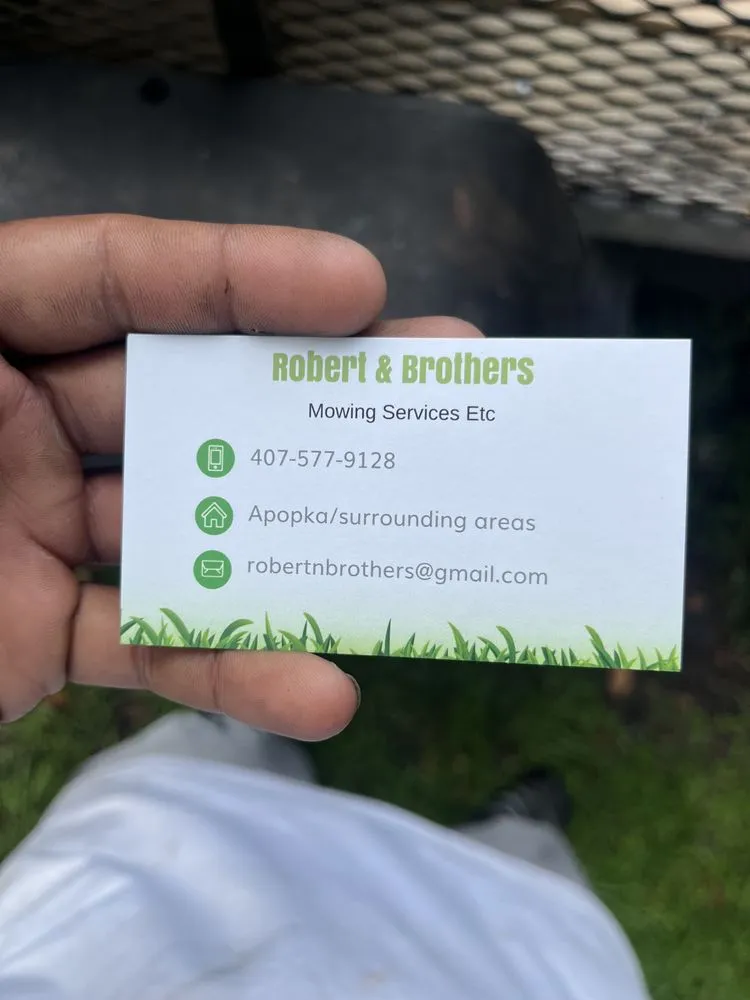 Robert & Brothers
Mowing Services Etc
407-577-9128
Apopka/surrounding areas
robertnbrothers@gmail.com